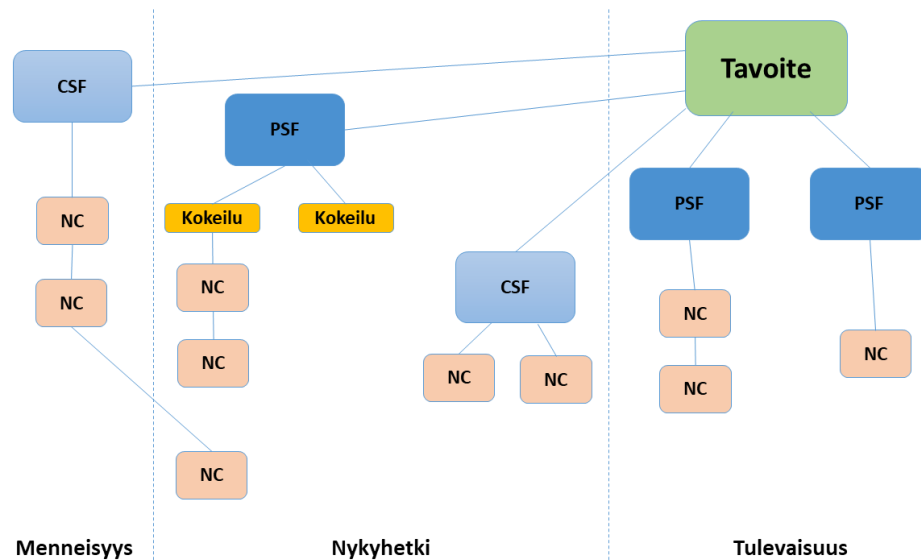 Tavoite
CSF
PSF
PSF
PSF
Kokeilu
Kokeilu
NC
NC
CSF
NC
NC
NC
NC
NC
NC
NC
NC
NC
Menneisyys
Nykyhetki
Tulevaisuus